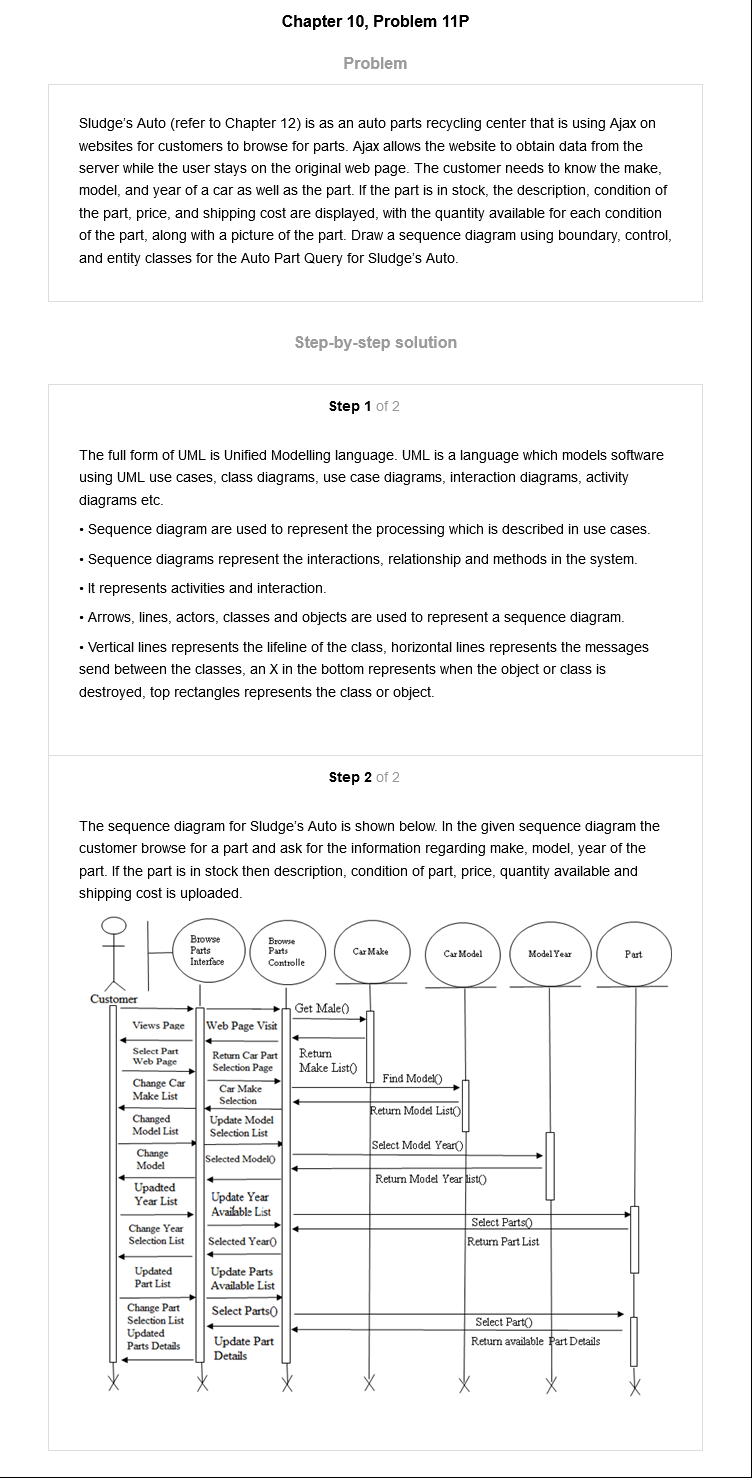 Chapter 10, Problem 11P
Problem
Sludge's Auto (refer to Chapter 12) is as an auto parts recycling center that is using Ajax on
websites for customers to browse for parts. Ajax allows the website to obtain data from the
server while the user stays on the original web page. The customer needs to know the make,
model, and year of a car as well as the part. If the part is in stock, the description, condition of
the part, price, and shipping cost are displayed, with the quantity available for each condition
of the part, along with a picture of the part. Draw a sequence diagram using boundary, control,
and entity classes for the Auto Part Query for Sludge's Auto.
Step-by-step solution
Step 1 of 2
The full form of UML is Unified Modelling language. UML is a language which models software
using UML use cases, class diagrams, use case diagrams, interaction diagrams, activity
diagrams etc.
• Sequence diagram are used to represent the processing which is described in use cases.
• Sequence diagrams represent the interactions, relationship and methods in the system.
• It represents activities and interaction.
• Arrows, lines, actors, classes and objects are used to represent a sequence diagram.
• Vertical lines represents the lifeline of the class, horizontal lines represents the messages
send between the classes, an X in the bottom represents when the object or class is
destroyed, top rectangles represents the class or object.
Step 2 of 2
The sequence diagram for Sludge's Auto is shown below. In the given sequence diagram the
customer browse for a part and ask for the information regarding make, model, year of the
part. If the part is in stock then description, condition of part, price, quantity available and
shipping cost is uploaded.
Browse
Parts
Interface
Browse
Parts
Controlle
Car Make
Car Model
Model Year
Part
Customer
Views Page
Select Part
Web Page
Change Car
Make List
Changed
Model List
Change
Model
Upadted
Year List
Change Year
Selection List
Updated
Part List
Change Part
Selection List
Updated
Parts Details
Web Page Visit
Return Car Part
Selection Page
Car Make
Selection
Update Model
Selection List
Selected Model()
Update Year
Available List
Selected Year()
Update Parts
Available List
Select Parts()
Update Part
Details
Get Male()
Return
Make List()
Find Model()
Return Model List()
Select Model Year()
Return Model Year list()
Select Parts()
Return Part List
Select Part()
Return available Part Details